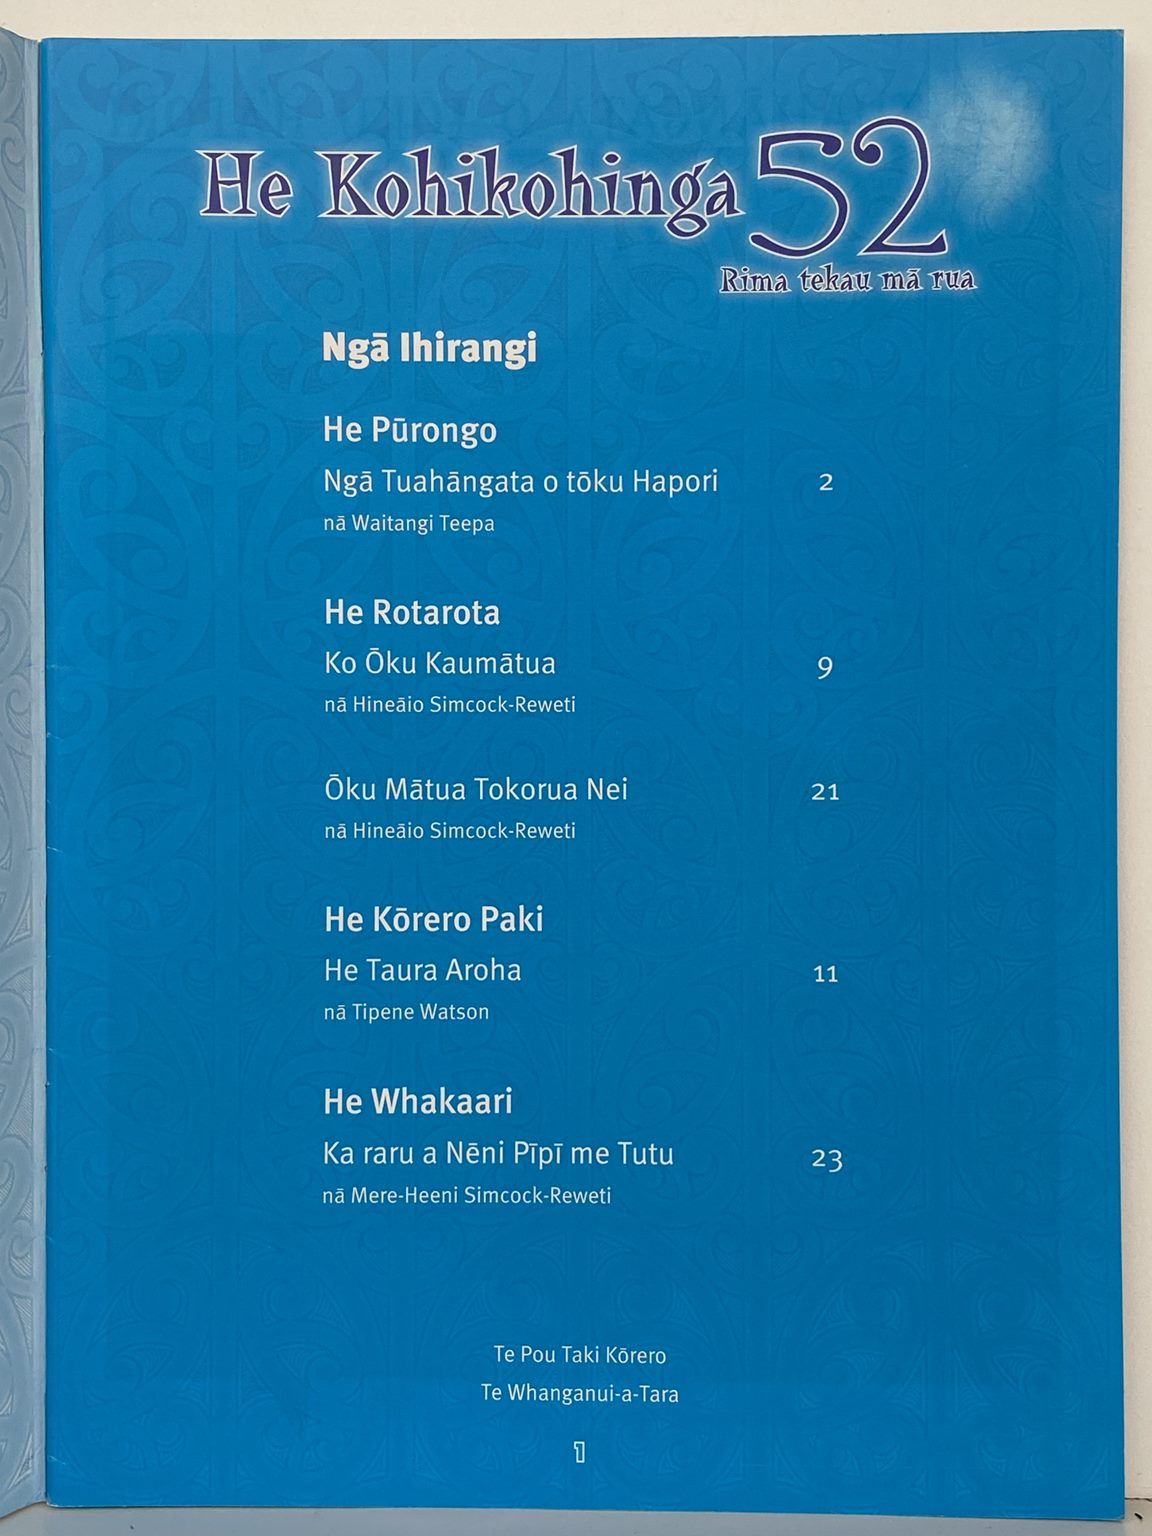 He Kohikohinga 52
Rima tekau mā rua
Ngā Ihirangi
He Pūrongo
Ngā Tuahāngata o tōku Hapori 2
nā Waitangi Teepa
He Rotarota
Ko Ōku Kaumātua 9
nā Hineāio Simcock-Reweti
Ōku Mātua Tokorua Nei 21
nā Hineāio Simcock-Reweti
He Kōrero Paki
He Taura Aroha 11
nā Tipene Watson
He Whakaari
Ka raru a Nēni Pīpī me Tutu 23
nā Mere-Heeni Simcock-Reweti
Te Pou Taki Kōrero
Te Whanganui-a-Tara
1